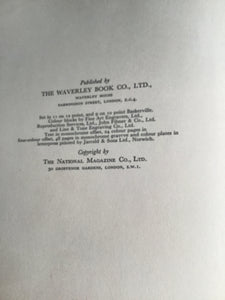 Published by
THE WAVERLEY BOOK CO., LTD.,
WAVERLEY HOUSE
FARRINGDON STREET, LONDON, E.C.4.
Set in 11 on 12 point, and 9 on 10 point Baskerville.
Colour blocks by Fine Art Engravers, Ltd.,
Reproduction Services, Ltd., John Fisher & Co., Ltd.
and Line & Tone Engraving Co., Ltd.
Text in monochrome offset, 24 colour pages in
four-colour offset, 48 pages in monochrome gravure and colour plates in
letterpress printed by Jarrold & Sons Ltd., Norwich.
Copyright by
THE NATIONAL MAGAZINE CO., LTD.
30 GROSVENOR GARDENS, LONDON, S.W.1.